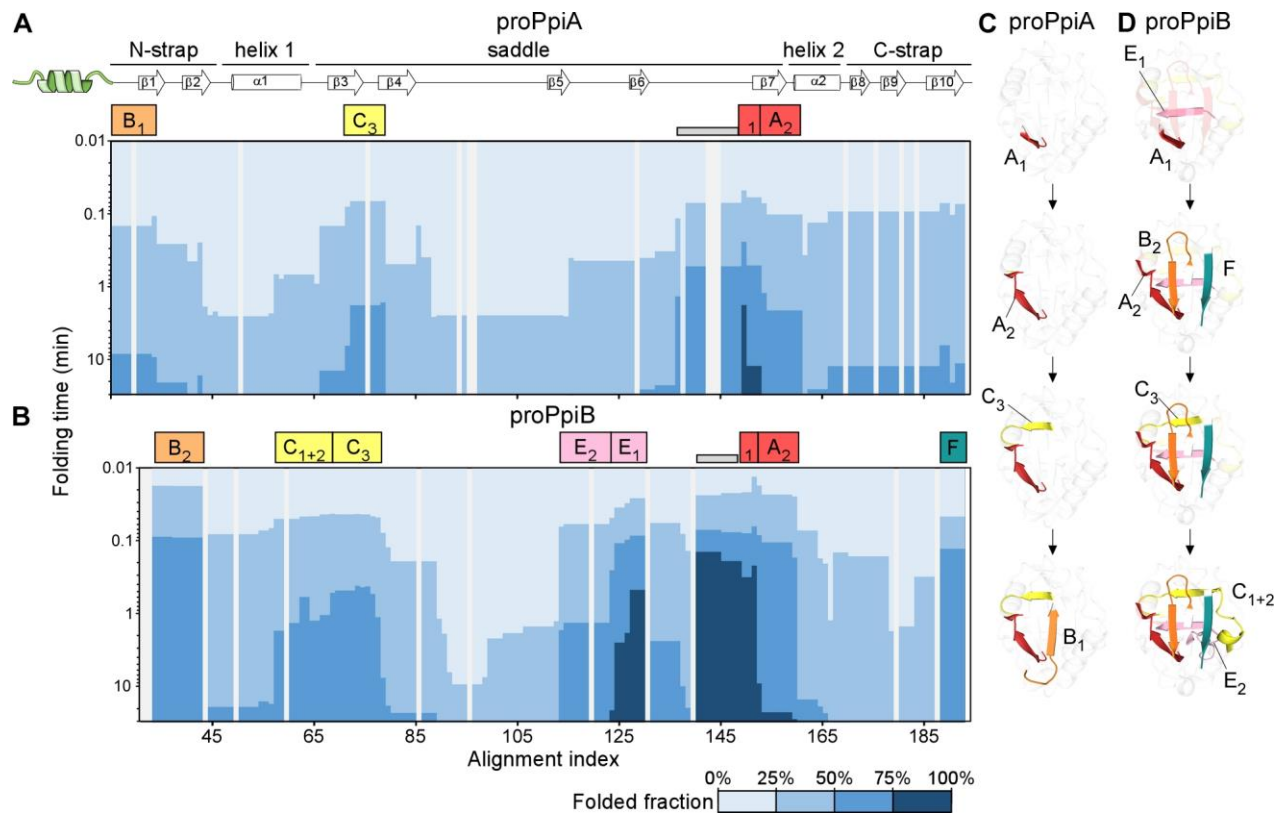 A
proPpiA
N-strap helix 1 saddle helix 2 C-strap
β1 β2 α1 β3 β4 β5 β6 β7 α2 β8 β9 β10
B1 C3 1 A2
0.01
0.1
1
10
B
proPpiB
B2 C1+2 C3 E2 E1 1 A2 F
0.01
0.1
1
10
Folding time (min)
45 65 85 105 125 145 165 185
Alignment index
0% 25% 50% 75% 100%
Folded fraction
C
proPpiA
A1
A2
C3
B1
D
proPpiB
E1
A1
B2
F
A2
C3
C1+2
E2